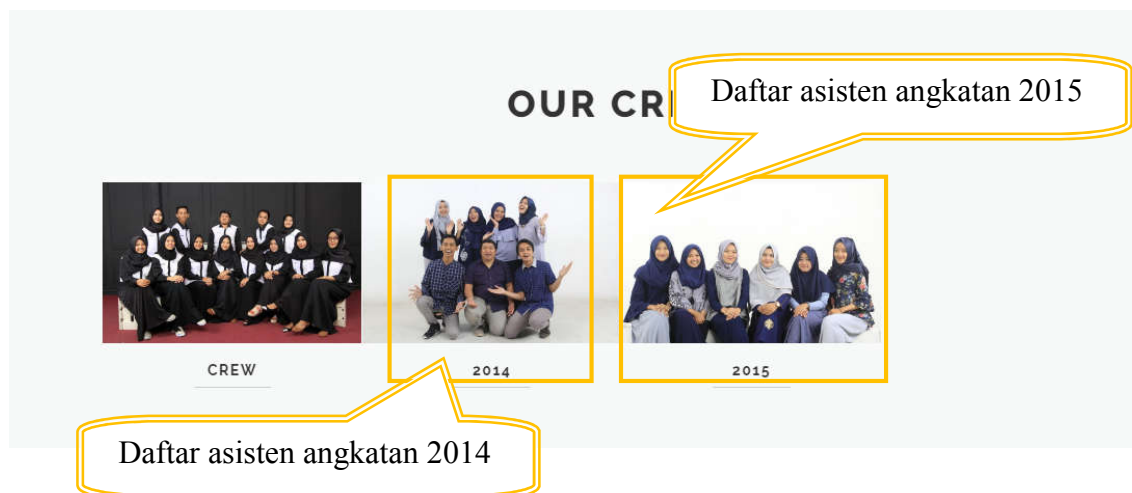 OUR CR
Daftar asisten angkatan 2015
CREW
2014
2015
Daftar asisten angkatan 2014